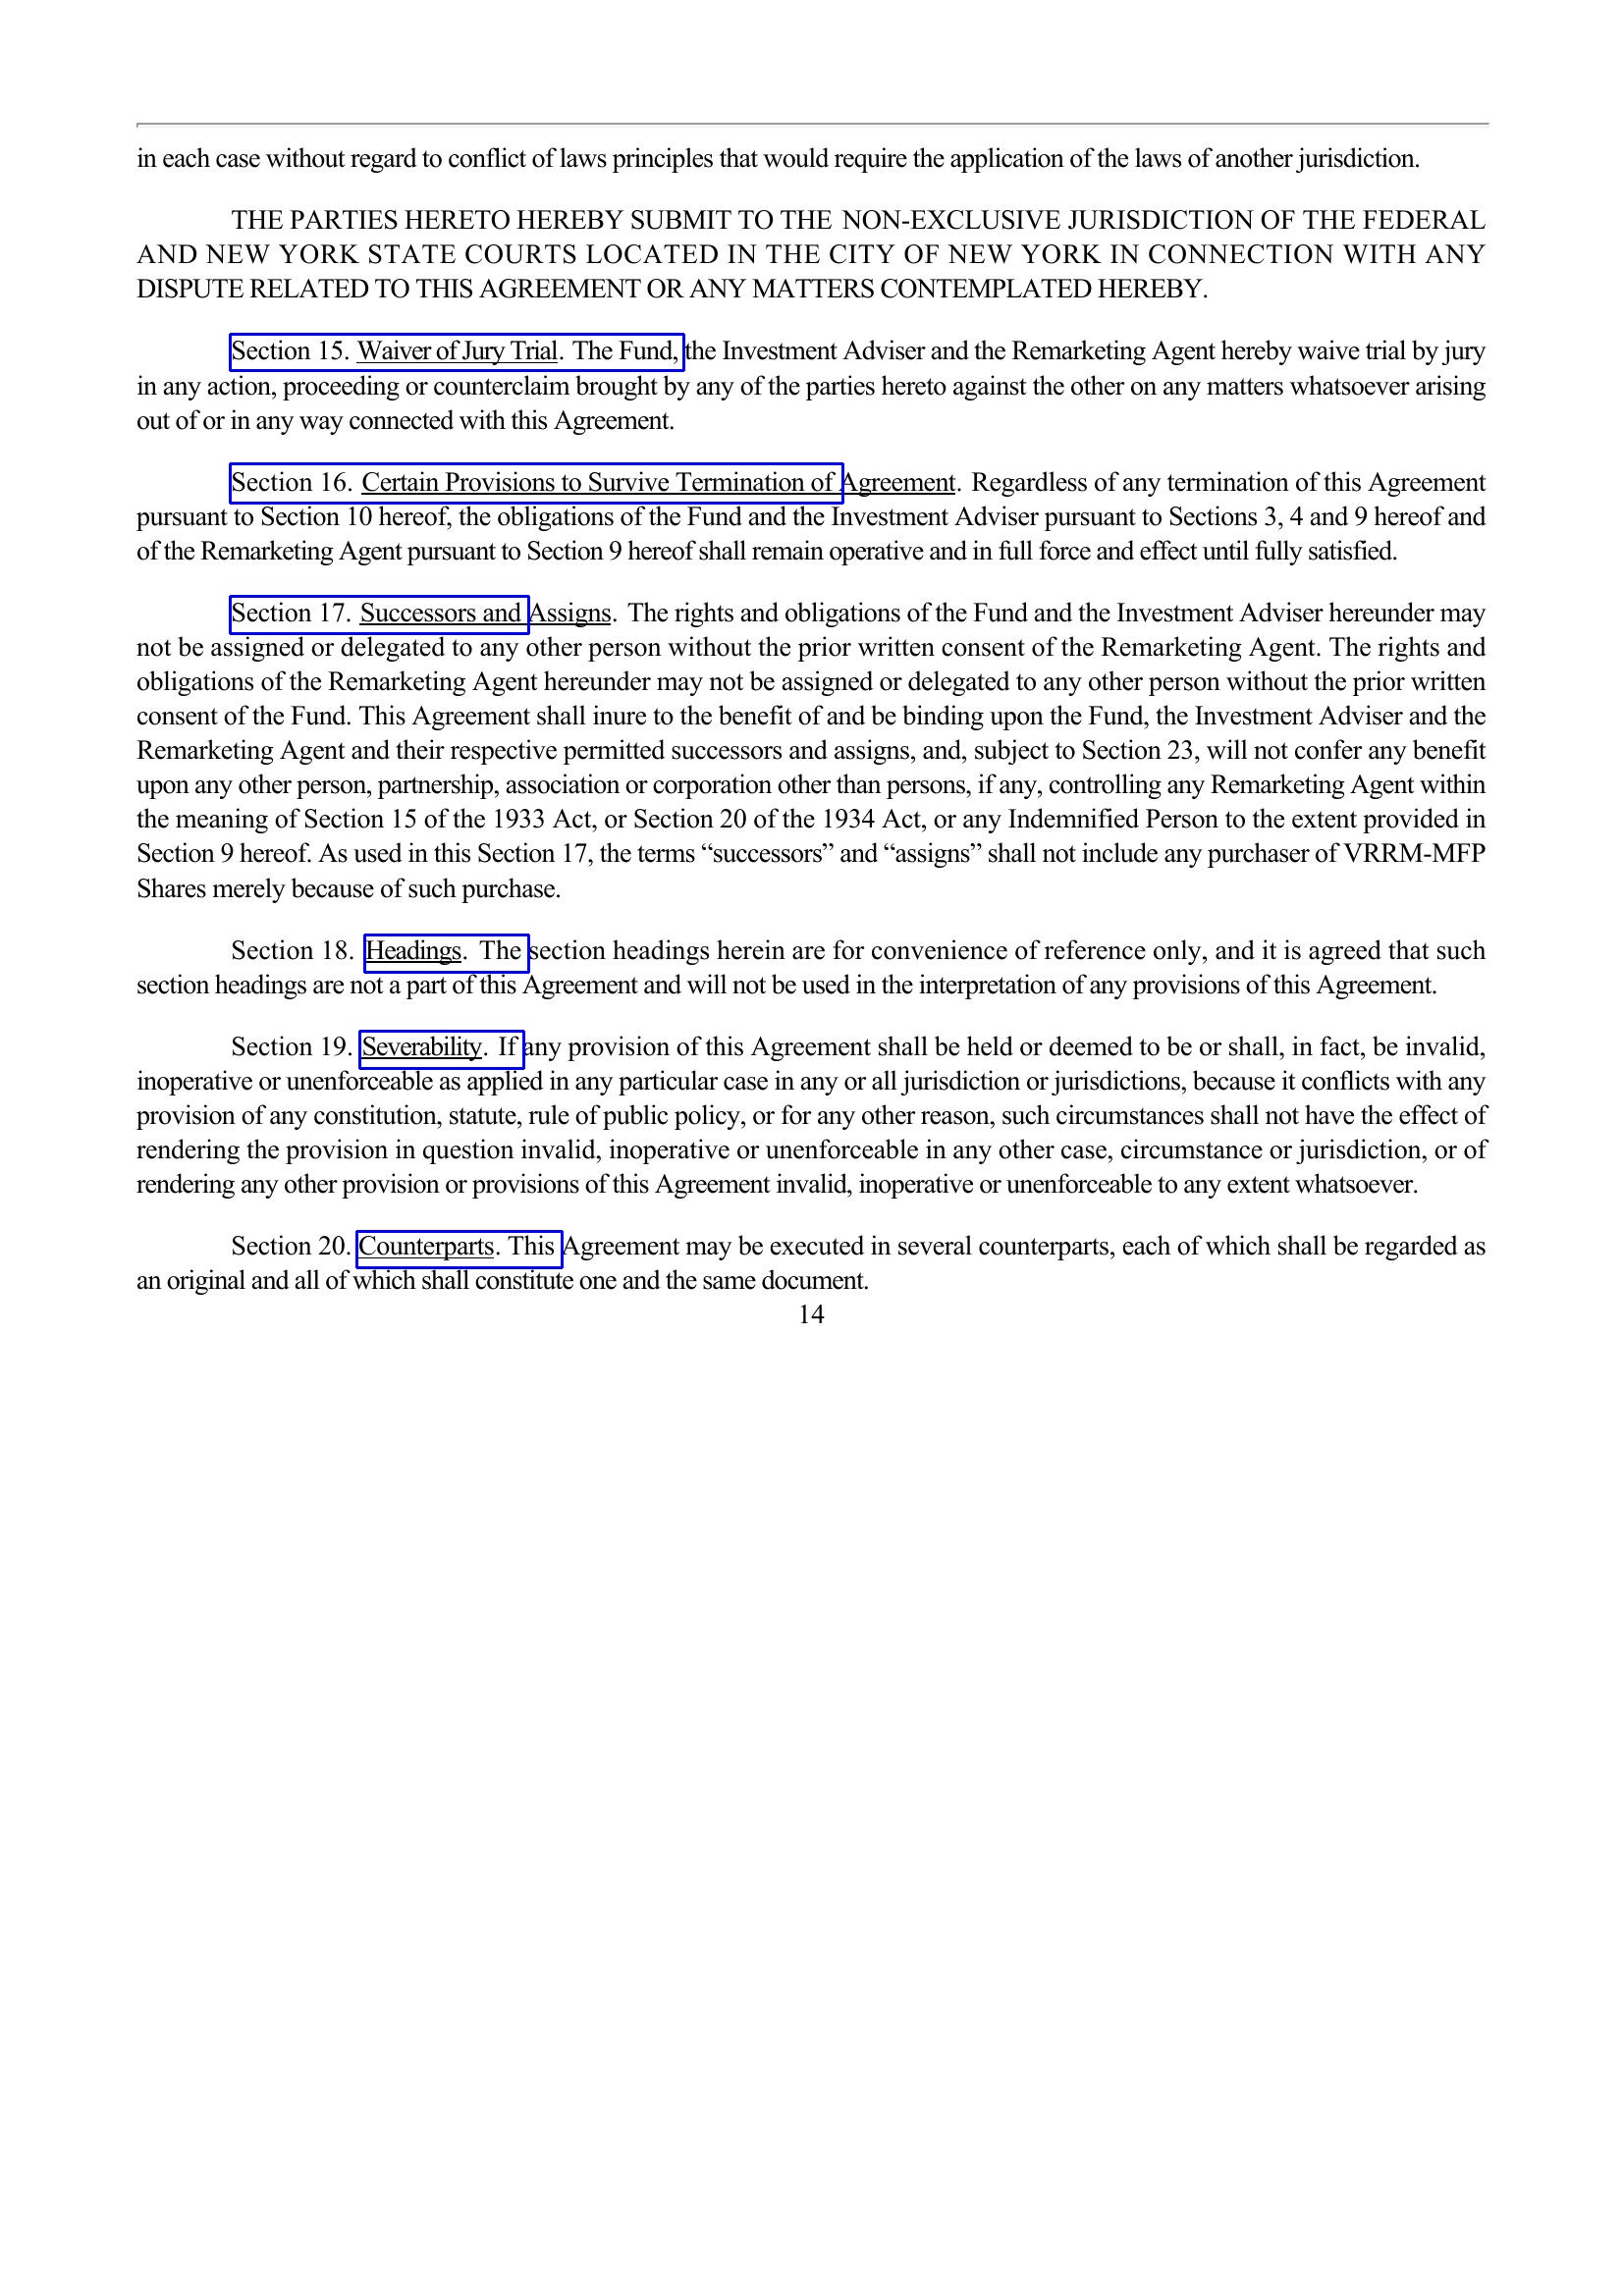 in each case without regard to conflict of laws principles that would require the application of the laws of another jurisdiction.
THE PARTIES HERETO HEREBY SUBMIT TO THE NON-EXCLUSIVE JURISDICTION OF THE FEDERAL
AND NEW YORK STATE COURTS LOCATED IN THE CITY OF NEW YORK IN CONNECTION WITH ANY
DISPUTE RELATED TO THIS AGREEMENT OR ANY MATTERS CONTEMPLATED HEREBY.
Section 15. Waiver of Jury Trial. The Fund, the Investment Adviser and the Remarketing Agent hereby waive trial by jury
in any action, proceeding or counterclaim brought by any of the parties hereto against the other on any matters whatsoever arising
out of or in any way connected with this Agreement.
Section 16. Certain Provisions to Survive Termination of Agreement. Regardless of any termination of this Agreement
pursuant to Section 10 hereof, the obligations of the Fund and the Investment Adviser pursuant to Sections 3, 4 and 9 hereof and
of the Remarketing Agent pursuant to Section 9 hereof shall remain operative and in full force and effect until fully satisfied.
Section 17. Successors and Assigns. The rights and obligations of the Fund and the Investment Adviser hereunder may
not be assigned or delegated to any other person without the prior written consent of the Remarketing Agent. The rights and
obligations of the Remarketing Agent hereunder may not be assigned or delegated to any other person without the prior written
consent of the Fund. This Agreement shall inure to the benefit of and be binding upon the Fund, the Investment Adviser and the
Remarketing Agent and their respective permitted successors and assigns, and, subject to Section 23, will not confer any benefit
upon any other person, partnership, association or corporation other than persons, if any, controlling any Remarketing Agent within
the meaning of Section 15 of the 1933 Act, or Section 20 of the 1934 Act, or any Indemnified Person to the extent provided in
Section 9 hereof. As used in this Section 17, the terms “successors” and “assigns” shall not include any purchaser of VRRM-MFP
Shares merely because of such purchase.
Section 18. Headings. The section headings herein are for convenience of reference only, and it is agreed that such
section headings are not a part of this Agreement and will not be used in the interpretation of any provisions of this Agreement.
Section 19. Severability. If any provision of this Agreement shall be held or deemed to be or shall, in fact, be invalid,
inoperative or unenforceable as applied in any particular case in any or all jurisdiction or jurisdictions, because it conflicts with any
provision of any constitution, statute, rule of public policy, or for any other reason, such circumstances shall not have the effect of
rendering the provision in question invalid, inoperative or unenforceable in any other case, circumstance or jurisdiction, or of
rendering any other provision or provisions of this Agreement invalid, inoperative or unenforceable to any extent whatsoever.
Section 20. Counterparts. This Agreement may be executed in several counterparts, each of which shall be regarded as
an original and all of which shall constitute one and the same document.
14